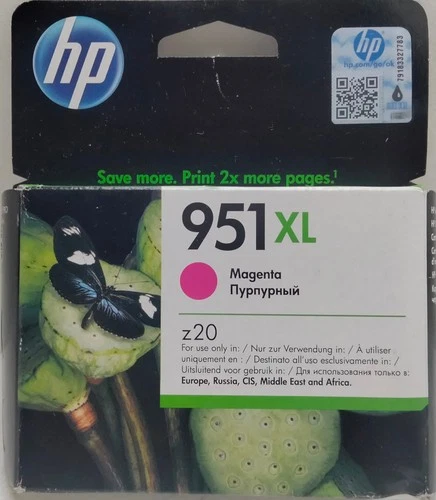 hp
hp
hp.com/go/ok
79183327783
Save more. Print 2x more pages.¹
951XL
Magenta
Пурпурный
z20
For use only in: / Nur zur Verwendung in: / À utiliser
uniquement en : / Destinato all'uso esclusivamente in: /
Uitsluitend voor gebruik in: / Для использования только в:
Europe, Russia, CIS, Middle East and Africa.